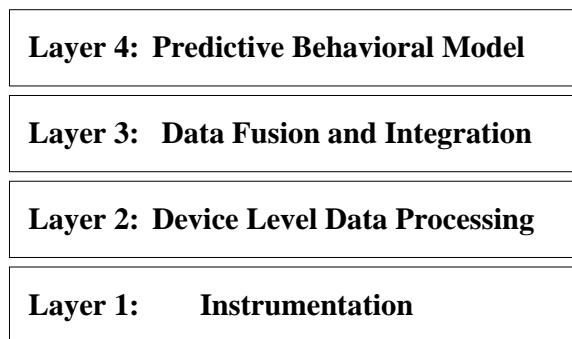 Layer 4: Predictive Behavioral Model
Layer 3: Data Fusion and Integration
Layer 2: Device Level Data Processing
Layer 1: Instrumentation